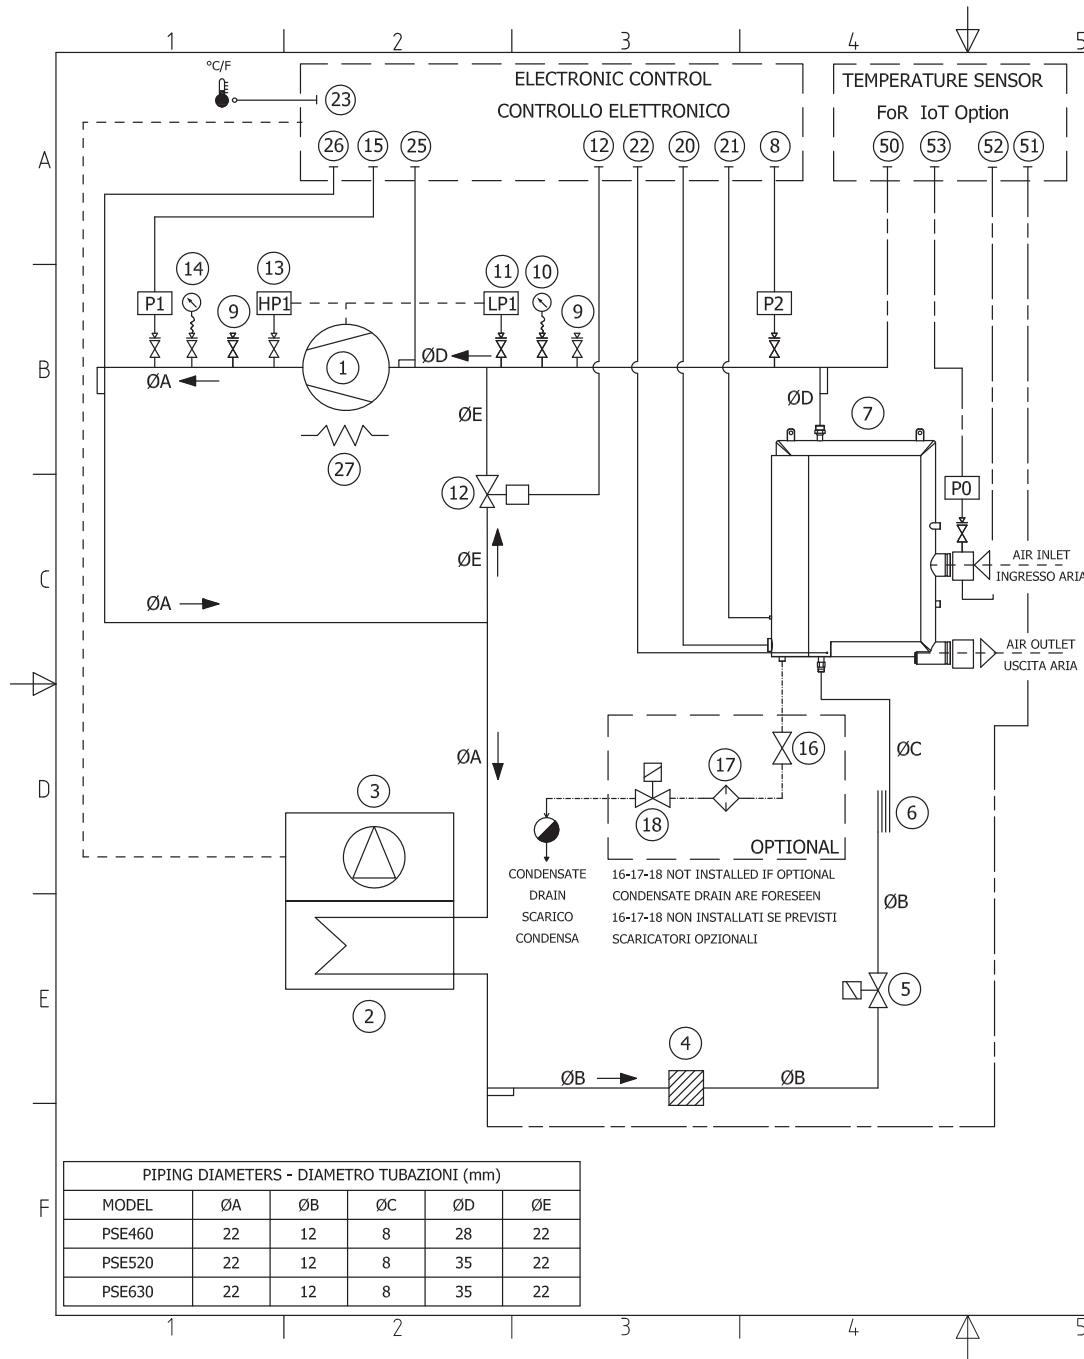 1 2 3 4 5
°C/F
ELECTRONIC CONTROL
CONTROLLO ELETTRONICO
TEMPERATURE SENSOR
FoR IoT Option
23
26 15 25 12 22 20 21 8 50 53 52 51
A
14 13 11 10
P1 9 HP1 LP1 9 P2
B
1
ØD
ØA
ØD
7
ØE
27
12
P0
C
ØE
AIR INLET
INGRESSO ARIA
ØA
AIR OUTLET
USCITA ARIA
D
ØA
16
ØC
17
3
18
6
OPTIONAL
CONDENSATE
DRAIN
SCARICO
CONDENSA
16-17-18 NOT INSTALLED IF OPTIONAL
CONDENSATE DRAIN ARE FORESEEN
16-17-18 NON INSTALLATI SE PREVISTI
SCARICATORI OPZIONALI
ØB
E
5
2
4
ØB
ØB
F
PIPING DIAMETERS - DIAMETRO TUBAZIONI (mm)
MODEL ØA ØB ØC ØD ØE
PSE460 22 12 8 28 22
PSE520 22 12 8 35 22
PSE630 22 12 8 35 22
1 2 3 4 5